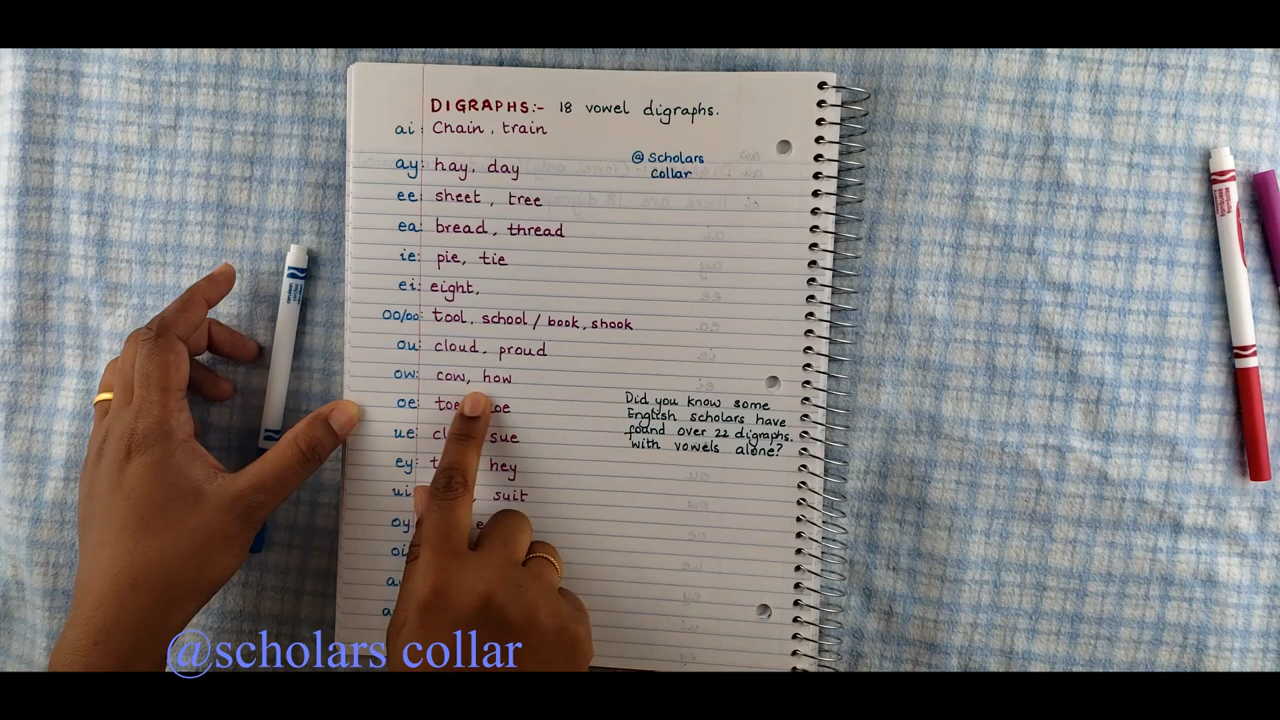 DIGRAPHS:- 18 vowel digraphs.
ai: Chain, train
ay: hay, day
@ Scholars
Collar
ee: sheet, tree
ea: bread, thread
ie: pie, tie
ei: eight,
oo/oo: tool, school / book, shook
ou: cloud, proud
ow: cow, how
oe:
ue: sue
ey: hey
ui suit
oy
oi
Did you know some
English scholars have
found over 22 digraphs.
with vowels alone?
@scholars collar